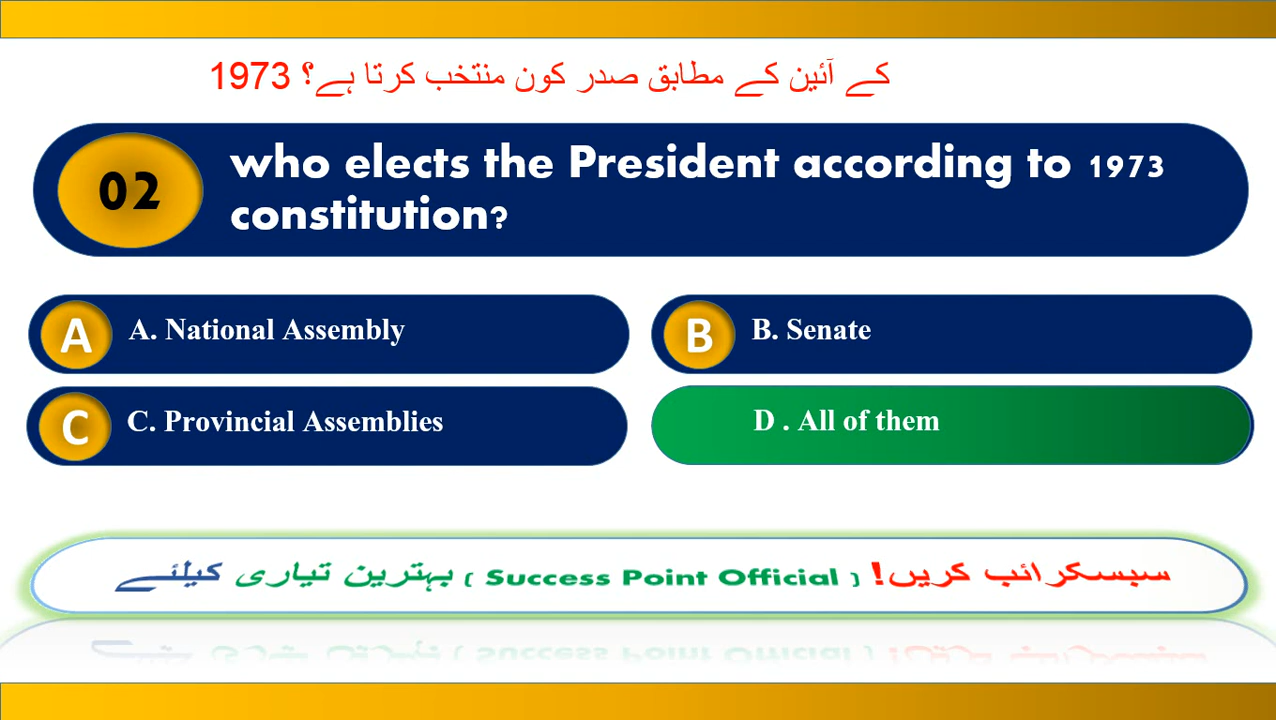 کے آئین کے مطابق صدر کون منتخب کرتا ہے؟ 1973
02
who elects the President according to 1973
constitution?
A
A. National Assembly
B
B. Senate
C
C. Provincial Assemblies
D . All of them
سبسکرائب کریں! ( Success Point Official ) بہترین تیاری کیلئے